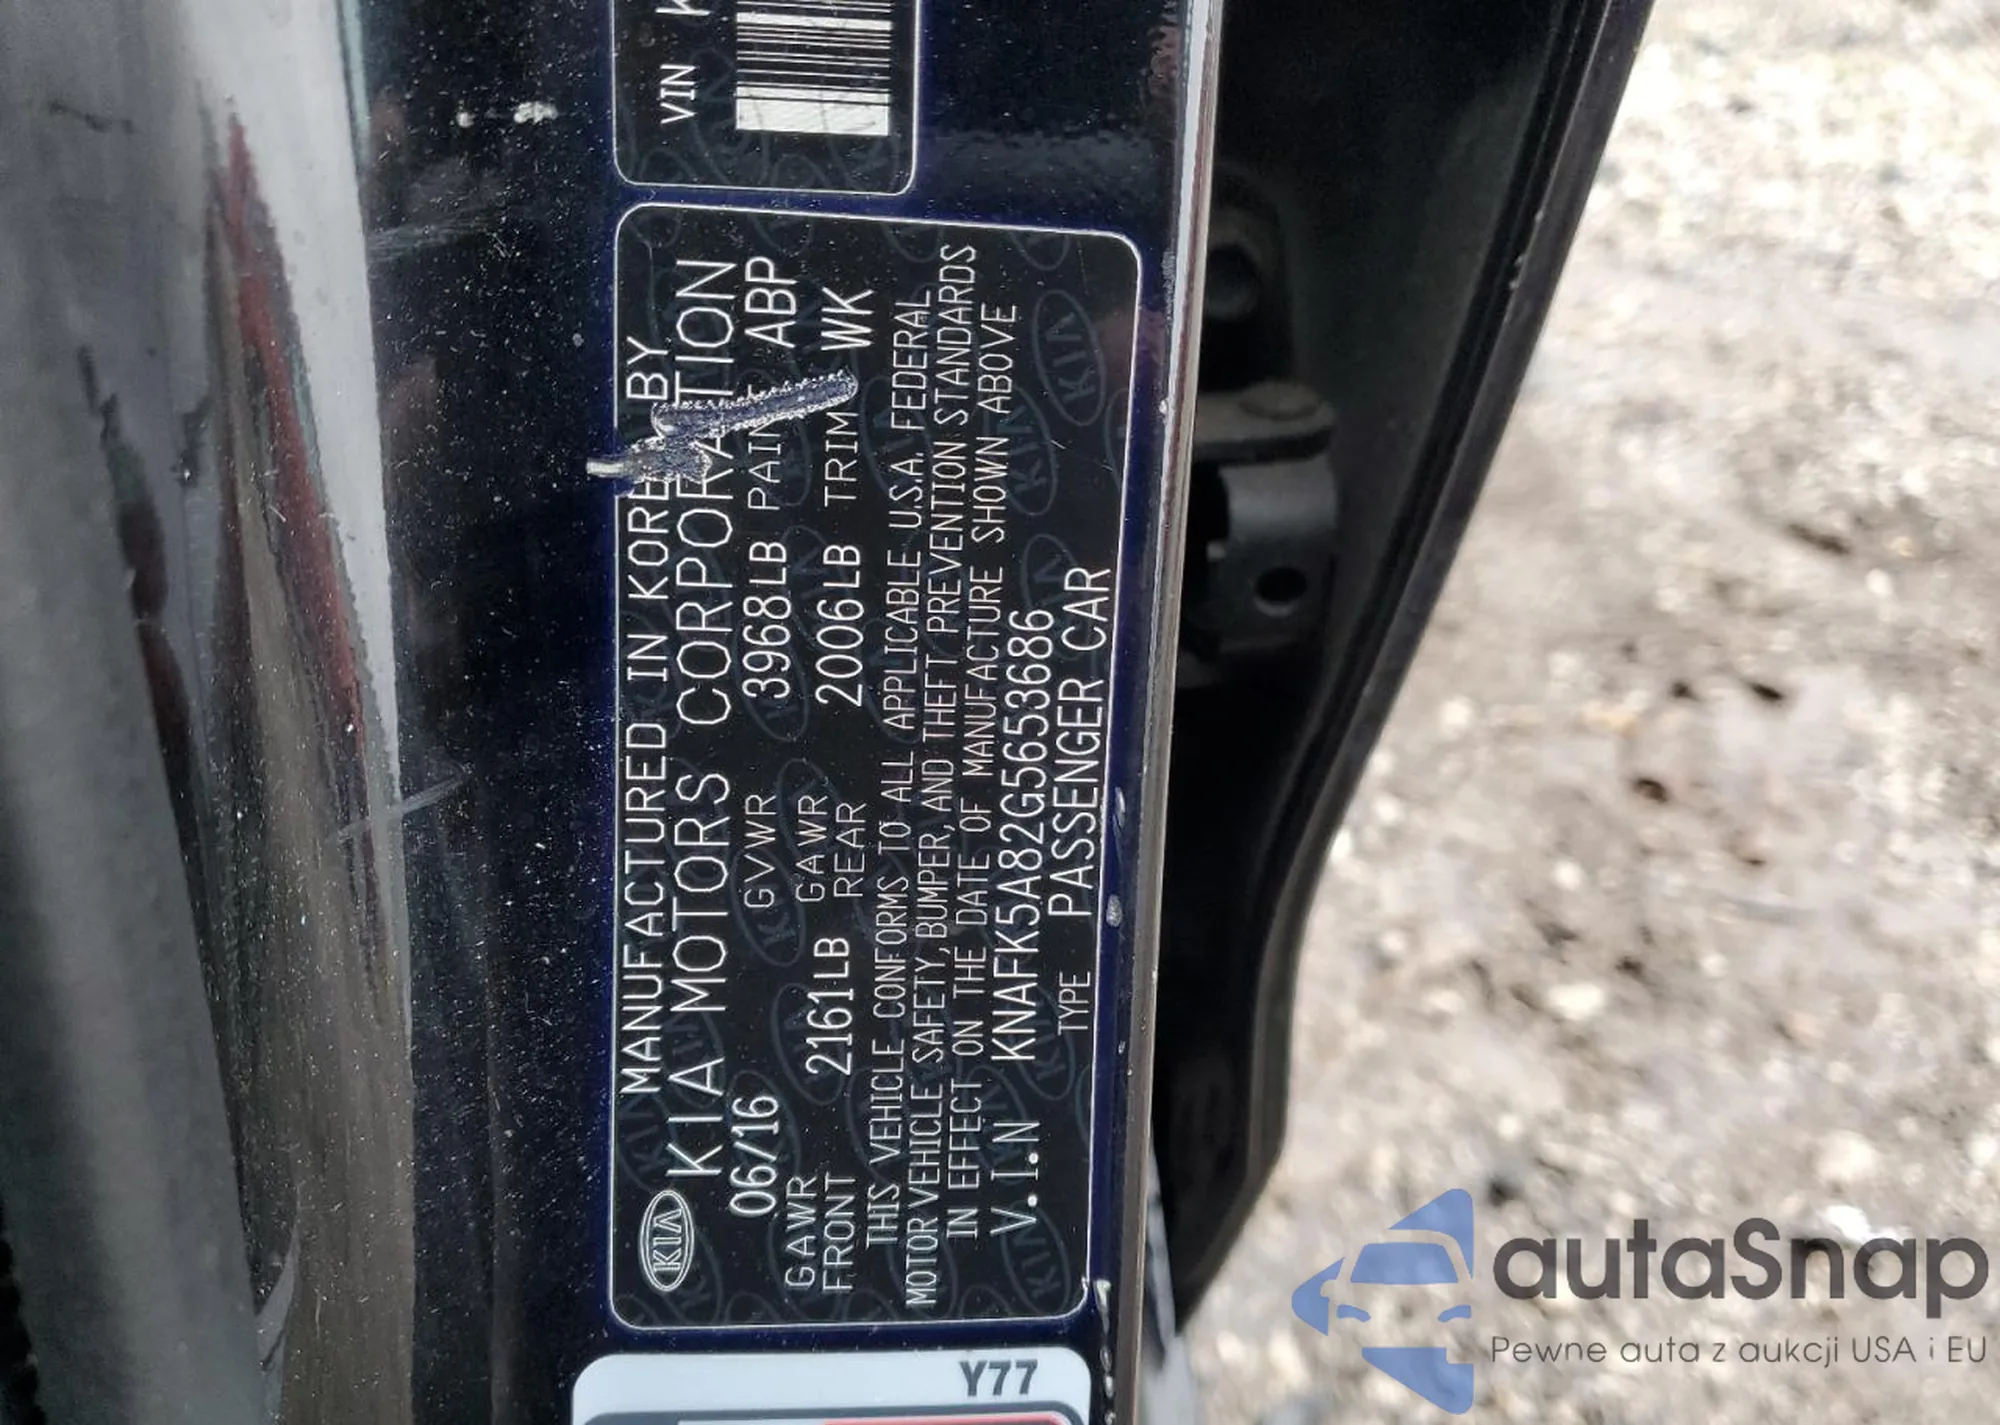 VIN K
MANUFACTURED IN KOREA BY
KIA KIA MOTORS CORPORATION
06/16 GVWR 3968LB PAINT ABP
GAWR FRONT 2161LB GAWR REAR 2006LB TRIM WK
THIS VEHICLE CONFORMS TO ALL APPLICABLE U.S.A. FEDERAL
MOTOR VEHICLE SAFETY, BUMPER, AND THEFT PREVENTION STANDARDS
IN EFFECT ON THE DATE OF MANUFACTURE SHOWN ABOVE
V.I.N KNAFK5A82G5653686
TYPE PASSENGER CAR
Y77
autaSnap
Pewne auta z aukcji USA i EU